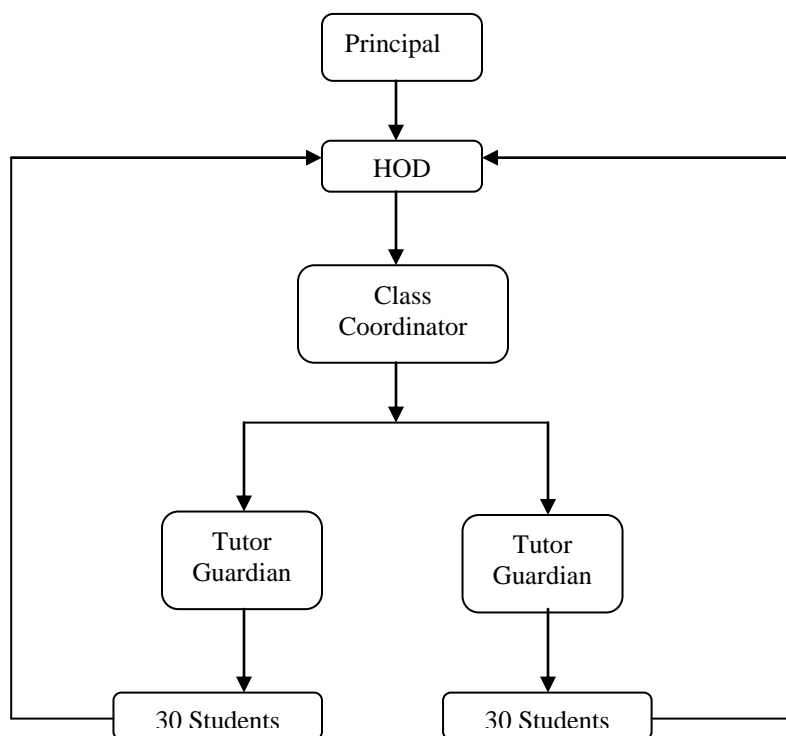 Principal
HOD
Class
Coordinator
Tutor
Guardian
Tutor
Guardian
30 Students
30 Students